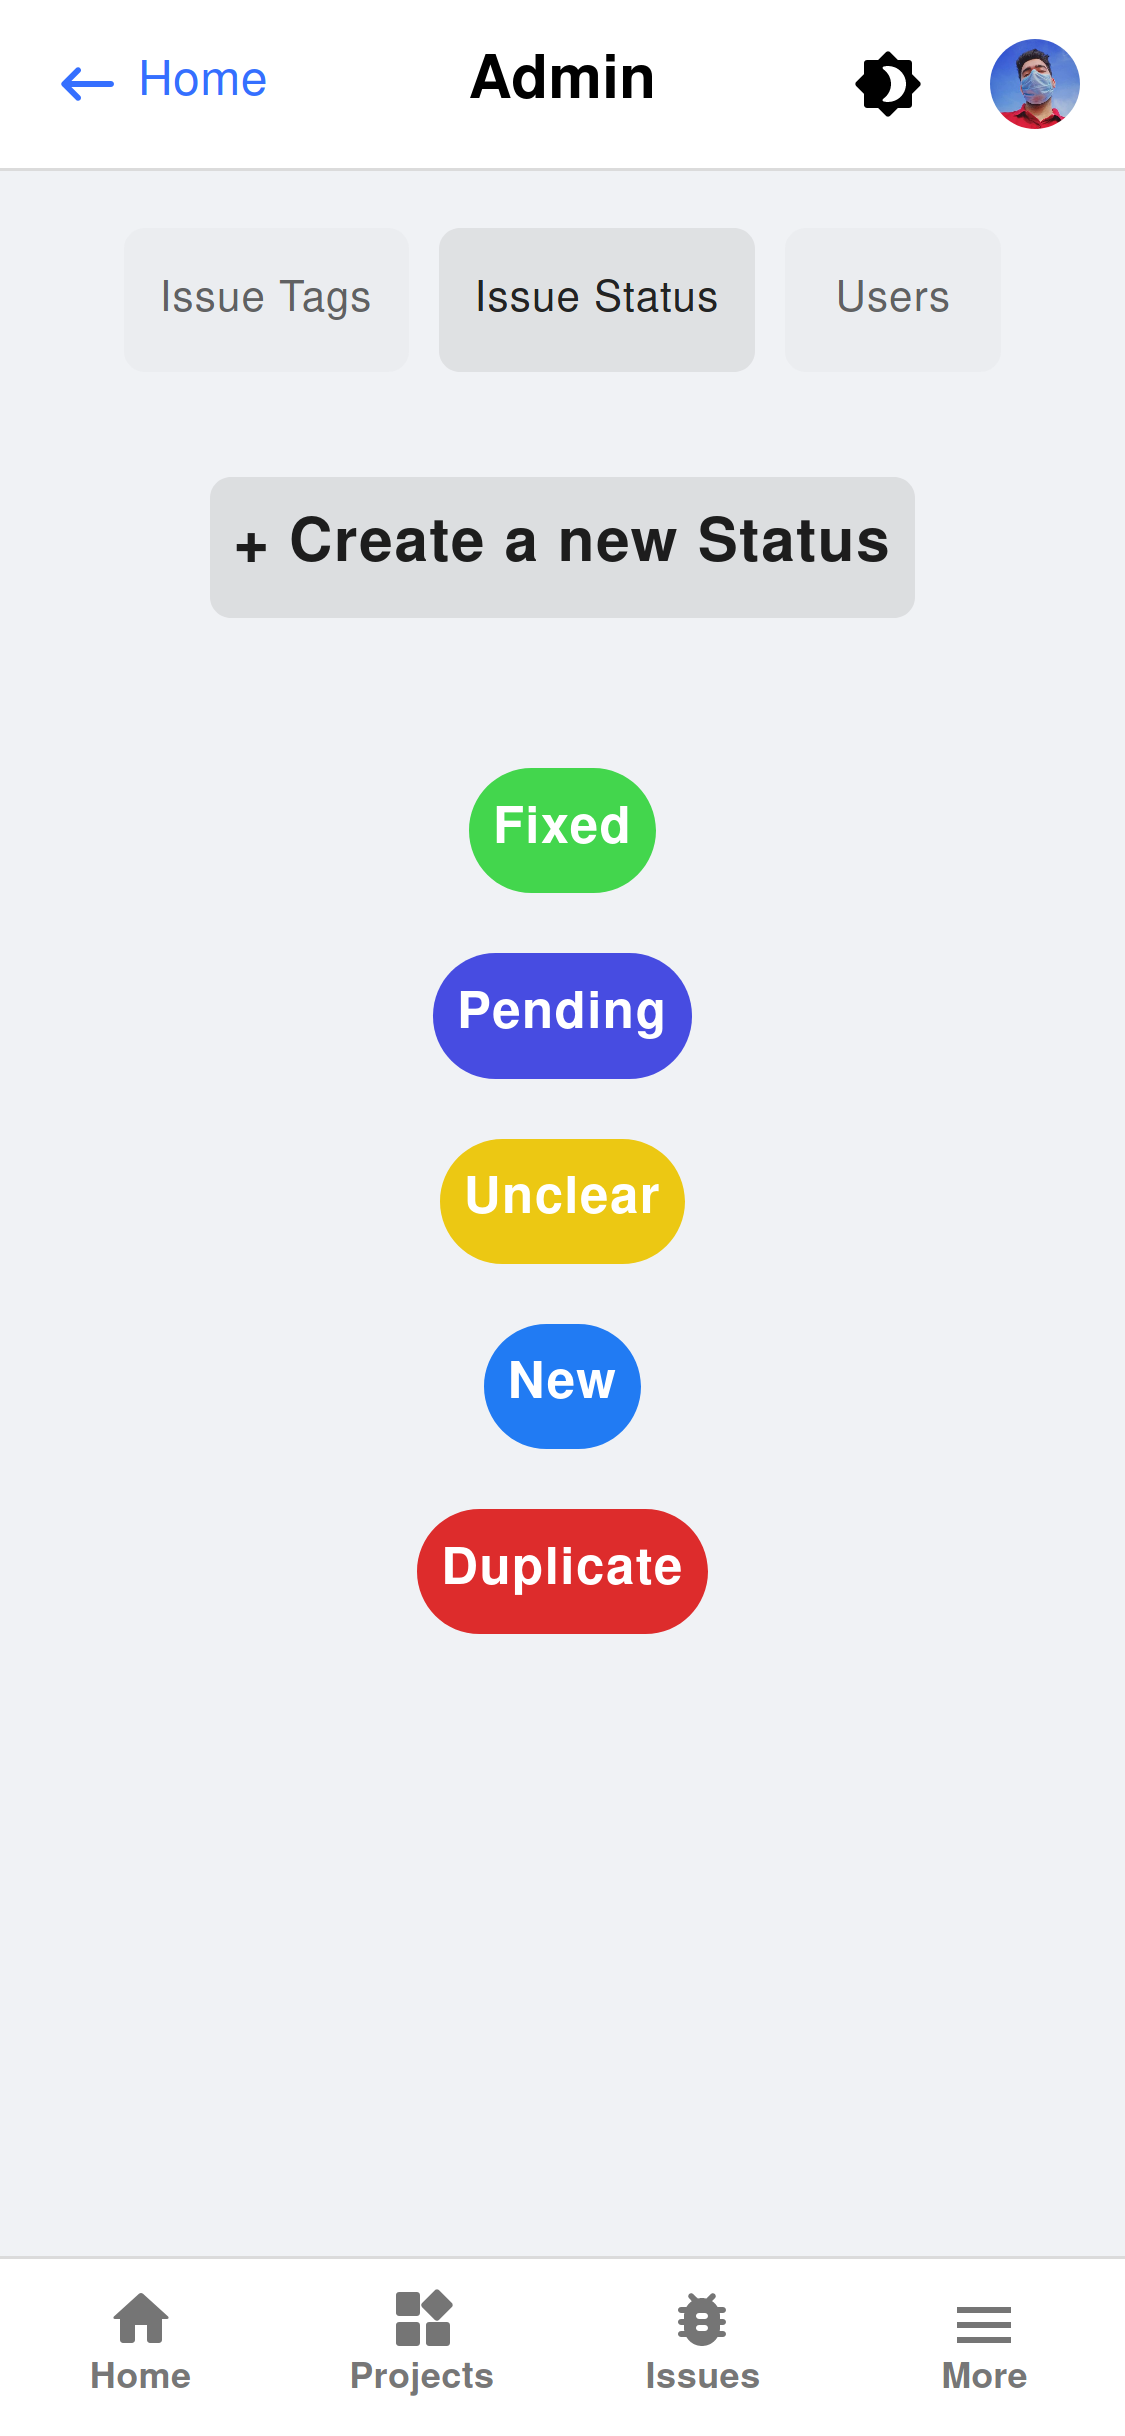 Home
Admin
Issue Tags
Issue Status
Users
+ Create a new Status
Fixed
Pending
Unclear
New
Duplicate
Home
Projects
Issues
More